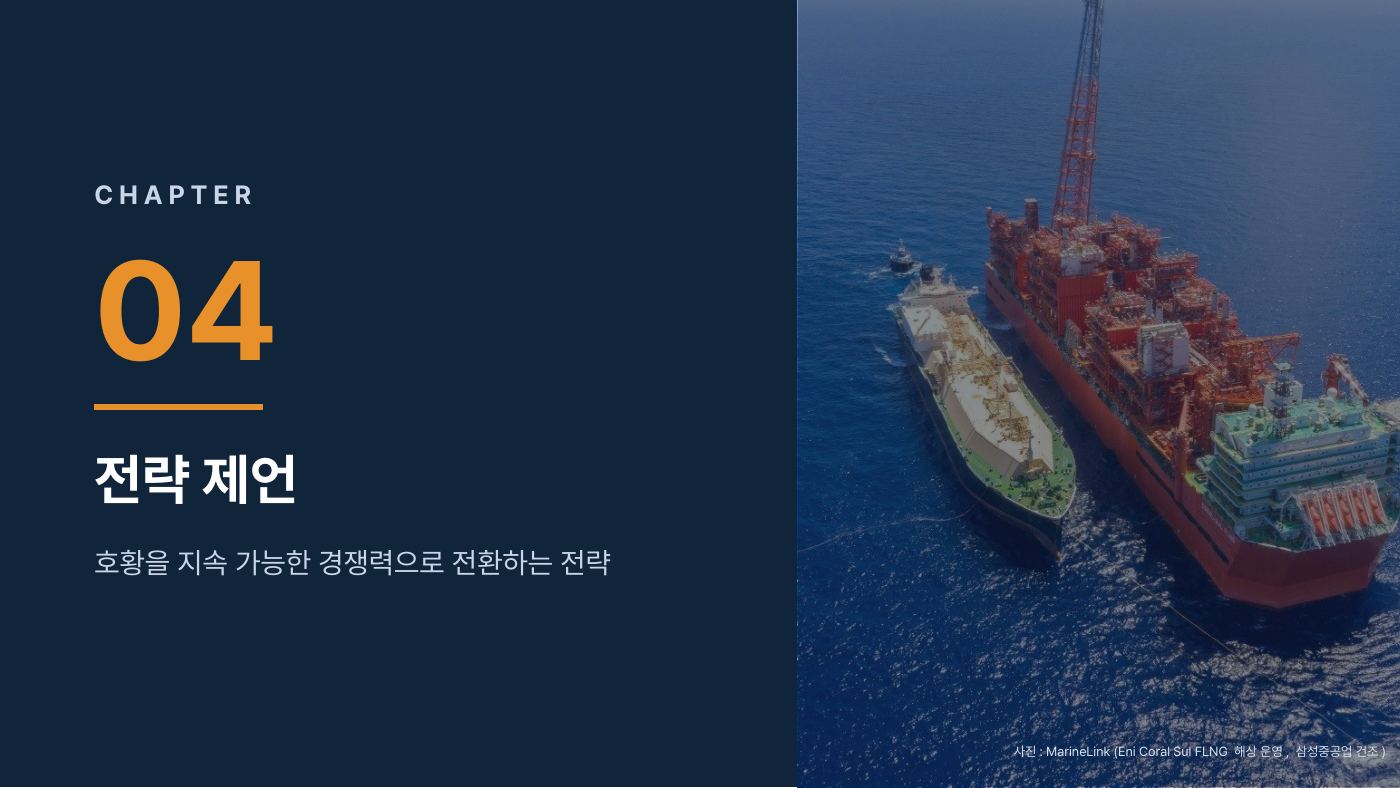 CHAPTER
04
전략 제언
호황을 지속 가능한 경쟁력으로 전환하는 전략
사진 : MarineLink (Eni Coral Sul FLNG 해상 운영 , 삼성중공업 건조 )